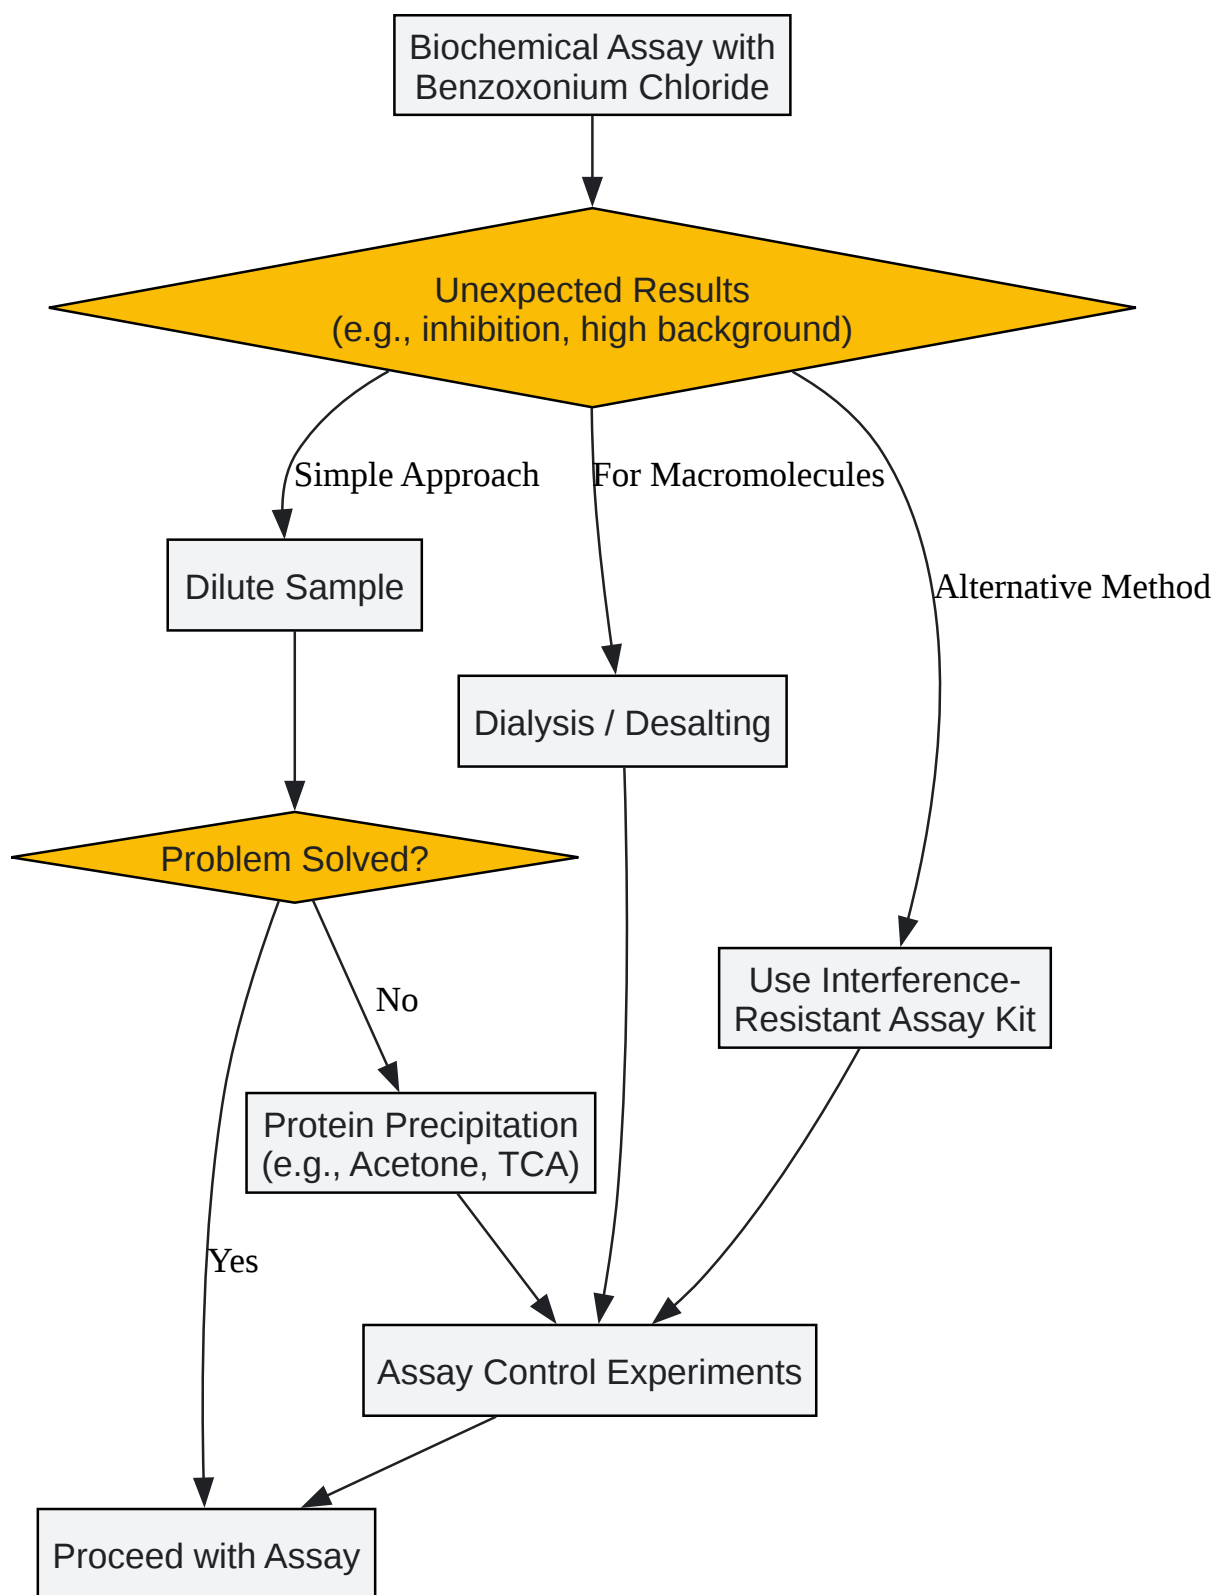 Biochemical Assay with
Benzoxonium Chloride
Unexpected Results
(e.g., inhibition, high background)
Simple Approach
For Macromolecules
Alternative Method
Dilute Sample
Dialysis / Desalting
Problem Solved?
Use Interference-
Resistant Assay Kit
No
Protein Precipitation
(e.g., Acetone, TCA)
Yes
Assay Control Experiments
Proceed with Assay